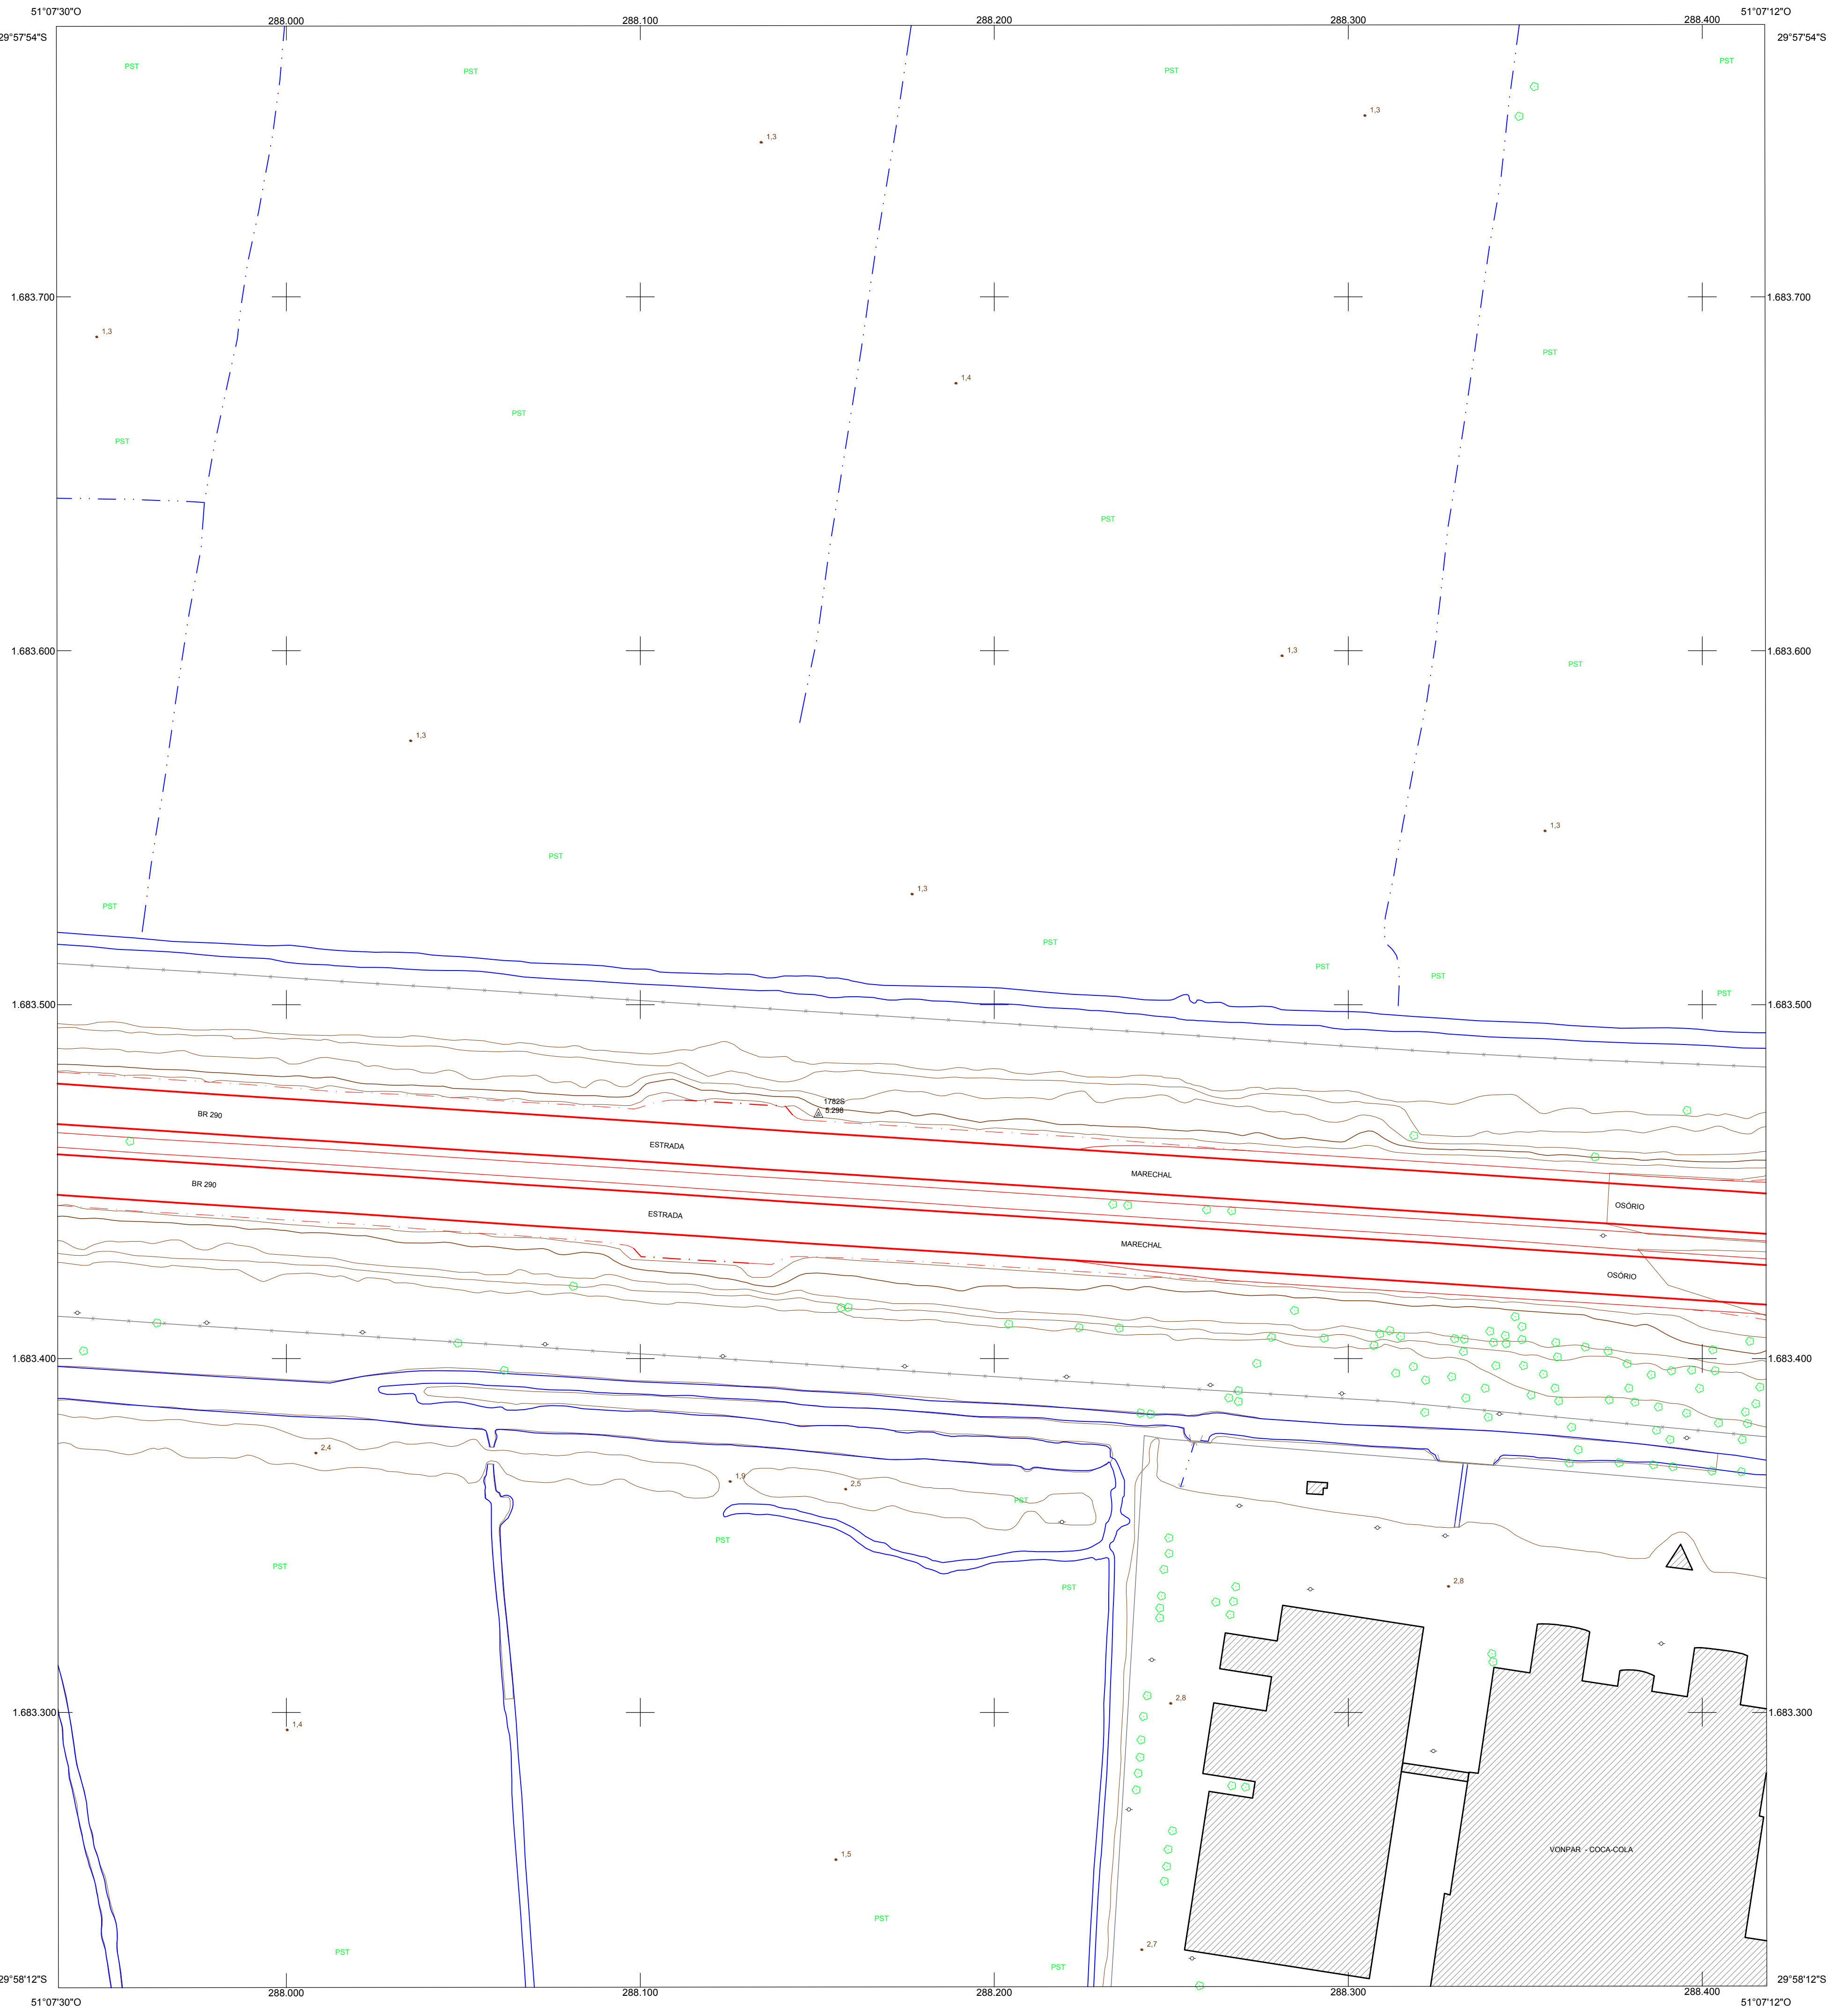 51°07'30"O
51°07'12"O
288.000
288.100
288.200
288.300
288.400
29°57'54"S
29°57'54"S
PST
PST
PST
PST
1,3
1,3
1.683.700
1.683.700
1,3
PST
1,4
PST
PST
PST
1.683.600
1.683.600
1,3
PST
1,3
1,3
PST
1,3
PST
PST
PST
PST
PST
1.683.500
1.683.500
1782S
5.298
BR 290
ESTRADA
MARECHAL
OSÓRIO
BR 290
ESTRADA
MARECHAL
OSÓRIO
1.683.400
1.683.400
2,4
1,9
2,5
PST
PST
PST
PST
2,8
2,8
1.683.300
1.683.300
1,4
VONPAR - COCA-COLA
1,5
PST
2,7
PST
PST
29°58'12"S
29°58'12"S
288.000
288.100
288.200
288.300
288.400
51°07'30"O
51°07'12"O